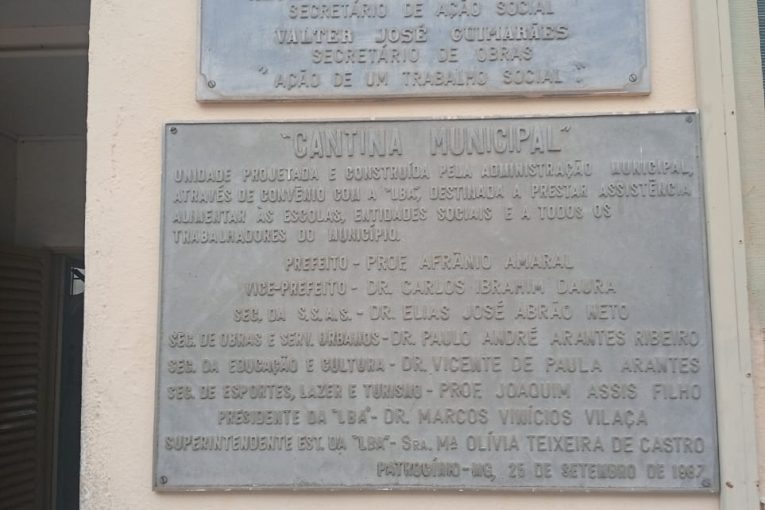 SECRETÁRIO DE AÇÃO SOCIAL
VALTER JOSÉ GUIMARÃES
SECRETÁRIO DE OBRAS
"AÇÃO DE UM TRABALHO SOCIAL"
"CANTINA MUNICIPAL"
UNIDADE PROJETADA E CONSTRUÍDA PELA ADMINISTRAÇÃO MUNICIPAL,
ATRAVÉS DE CONVÊNIO COM A "LBA", DESTINADA A PRESTAR ASSISTÊNCIA
ALIMENTAR ÀS ESCOLAS, ENTIDADES SOCIAIS E A TODOS OS
TRABALHADORES DO MUNICÍPIO.
PREFEITO - PROF. AFRÂNIO AMARAL
VICE-PREFEITO - DR. CARLOS IBRAHIM DAURA
SEC. DA S.S.A.S. - DR. ELIAS JOSÉ ABRÃO NETO
SEC. DE OBRAS E SERV. URBANOS - DR. PAULO ANDRÉ ARANTES RIBEIRO
SEC. DA EDUCAÇÃO E CULTURA - DR. VICENTE DE PAULA ARANTES
SEC. DE ESPORTES, LAZER E TURISMO - PROF. JOAQUIM ASSIS FILHO
PRESIDENTE DA "LBA" - DR. MARCOS VINÍCIOS VILAÇA
SUPERINTENDENTE EST. DA "LBA" - SRA. Mª OLÍVIA TEIXEIRA DE CASTRO
PATROCÍNIO-MG, 25 DE SETEMBRO DE 1987